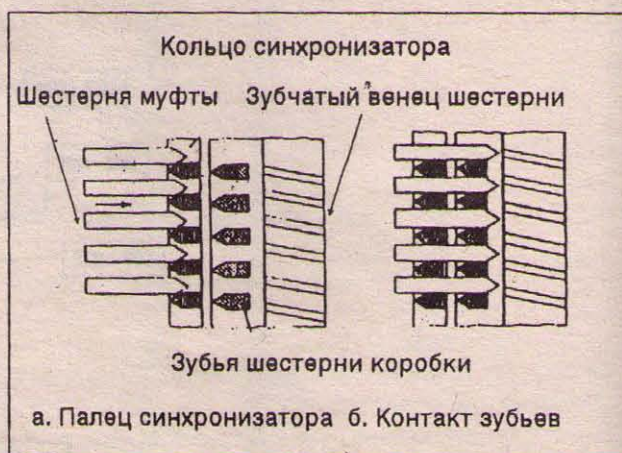 Кольцо синхронизатора
Шестерня муфты Зубчатый венец шестерни
Зубья шестерни коробки
а. Палец синхронизатора б. Контакт зубьев